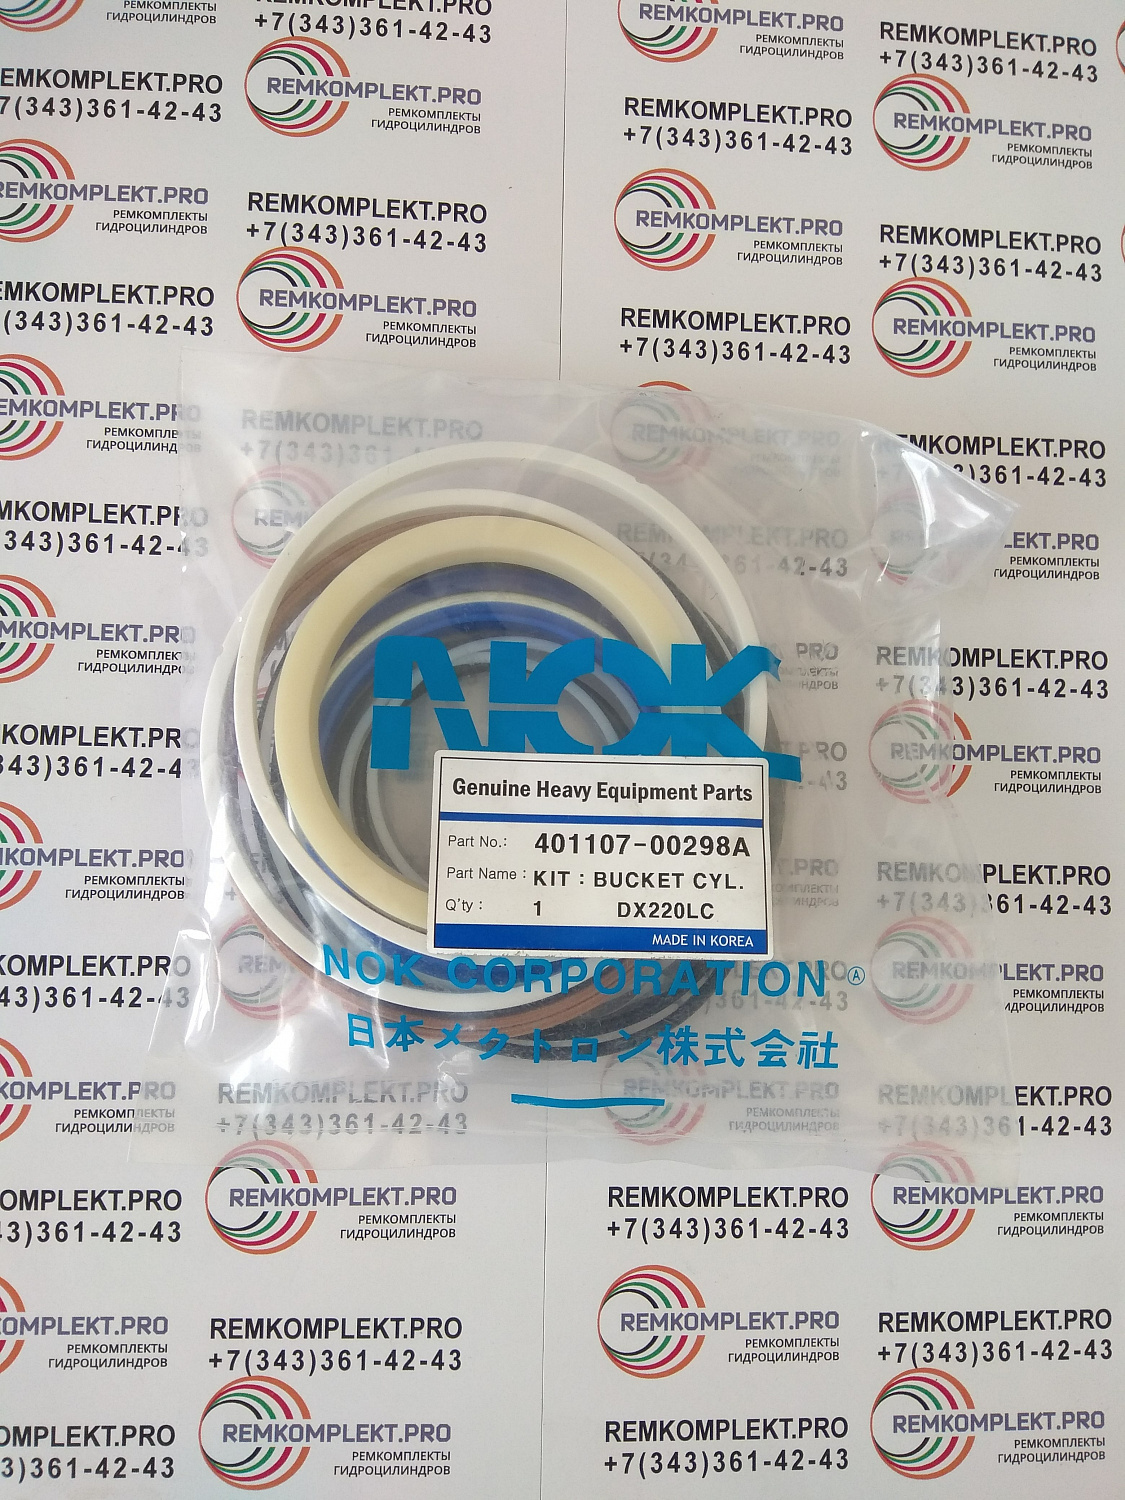 REMKOMPLEKT.PRO
+7(343)361-42-43
REMKOMPLEKT.PRO
РЕМКОМПЛЕКТЫ
ГИДРОЦИЛИНДРОВ
NOK
Genuine Heavy Equipment Parts
Part No.: 401107-00298A
Part Name : KIT : BUCKET CYL.
Q'ty : 1 DX220LC
MADE IN KOREA
NOK CORPORATION Ⓐ
日本メクトロン株式会社